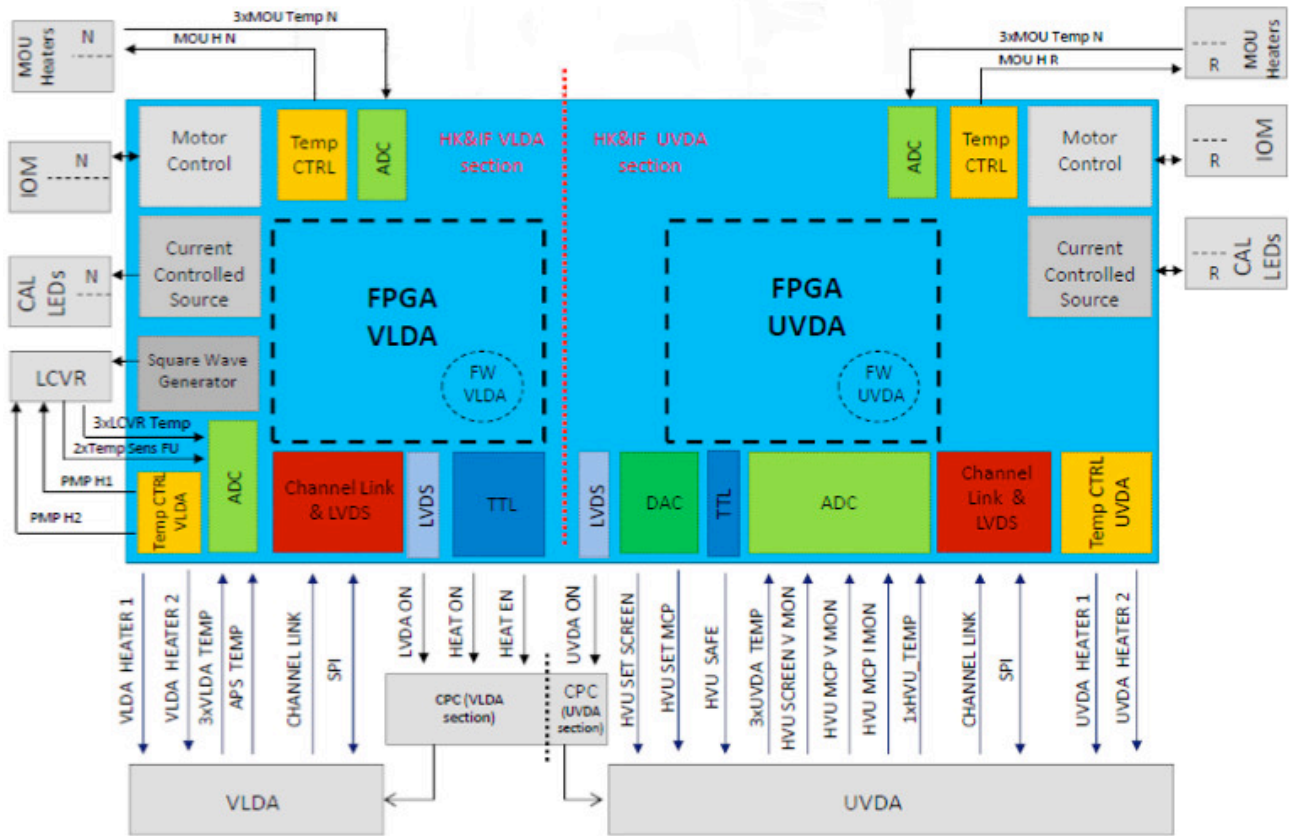 3xMOU Temp N
MOU H N
MOU
Heaters
N
3xMOU Temp N
MOU H R
R
MOU
Heaters
IOM
N
Motor
Control
Temp
CTRL
ADC
HK&IF VLDA
section
HK&IF UVDA
section
ADC
Temp
CTRL
Motor
Control
R
IOM
CAL
LEDs
N
Current
Controlled
Source
FPGA
VLDA
FW
VLDA
FPGA
UVDA
FW
UVDA
Current
Controlled
Source
R
CAL
LEDs
LCVR
Square Wave
Generator
3xLCVR Temp
2xTemp Sens FU
PMP H1
PMP H2
Temp CTRL
VLDA
ADC
Channel Link
& LVDS
LVDS
TTL
LVDS
DAC
TTL
ADC
Channel
Link &
LVDS
Temp CTRL
UVDA
VLDA HEATER 1
VLDA HEATER 2
3xVLDA TEMP
APS TEMP
CHANNEL LINK
SPI
LVDA ON
HEAT ON
HEAT EN
UVDA ON
HVU SET SCREEN
HVU SET MCP
HVU SAFE
3xUVDA TEMP
HVU SCREEN V MON
HVU MCP V MON
HVU MCP I MON
1xHVU_TEMP
CHANNEL LINK
SPI
UVDA HEATER 1
UVDA HEATER 2
CPC (VLDA
section)
CPC
(UVDA
section)
VLDA
UVDA